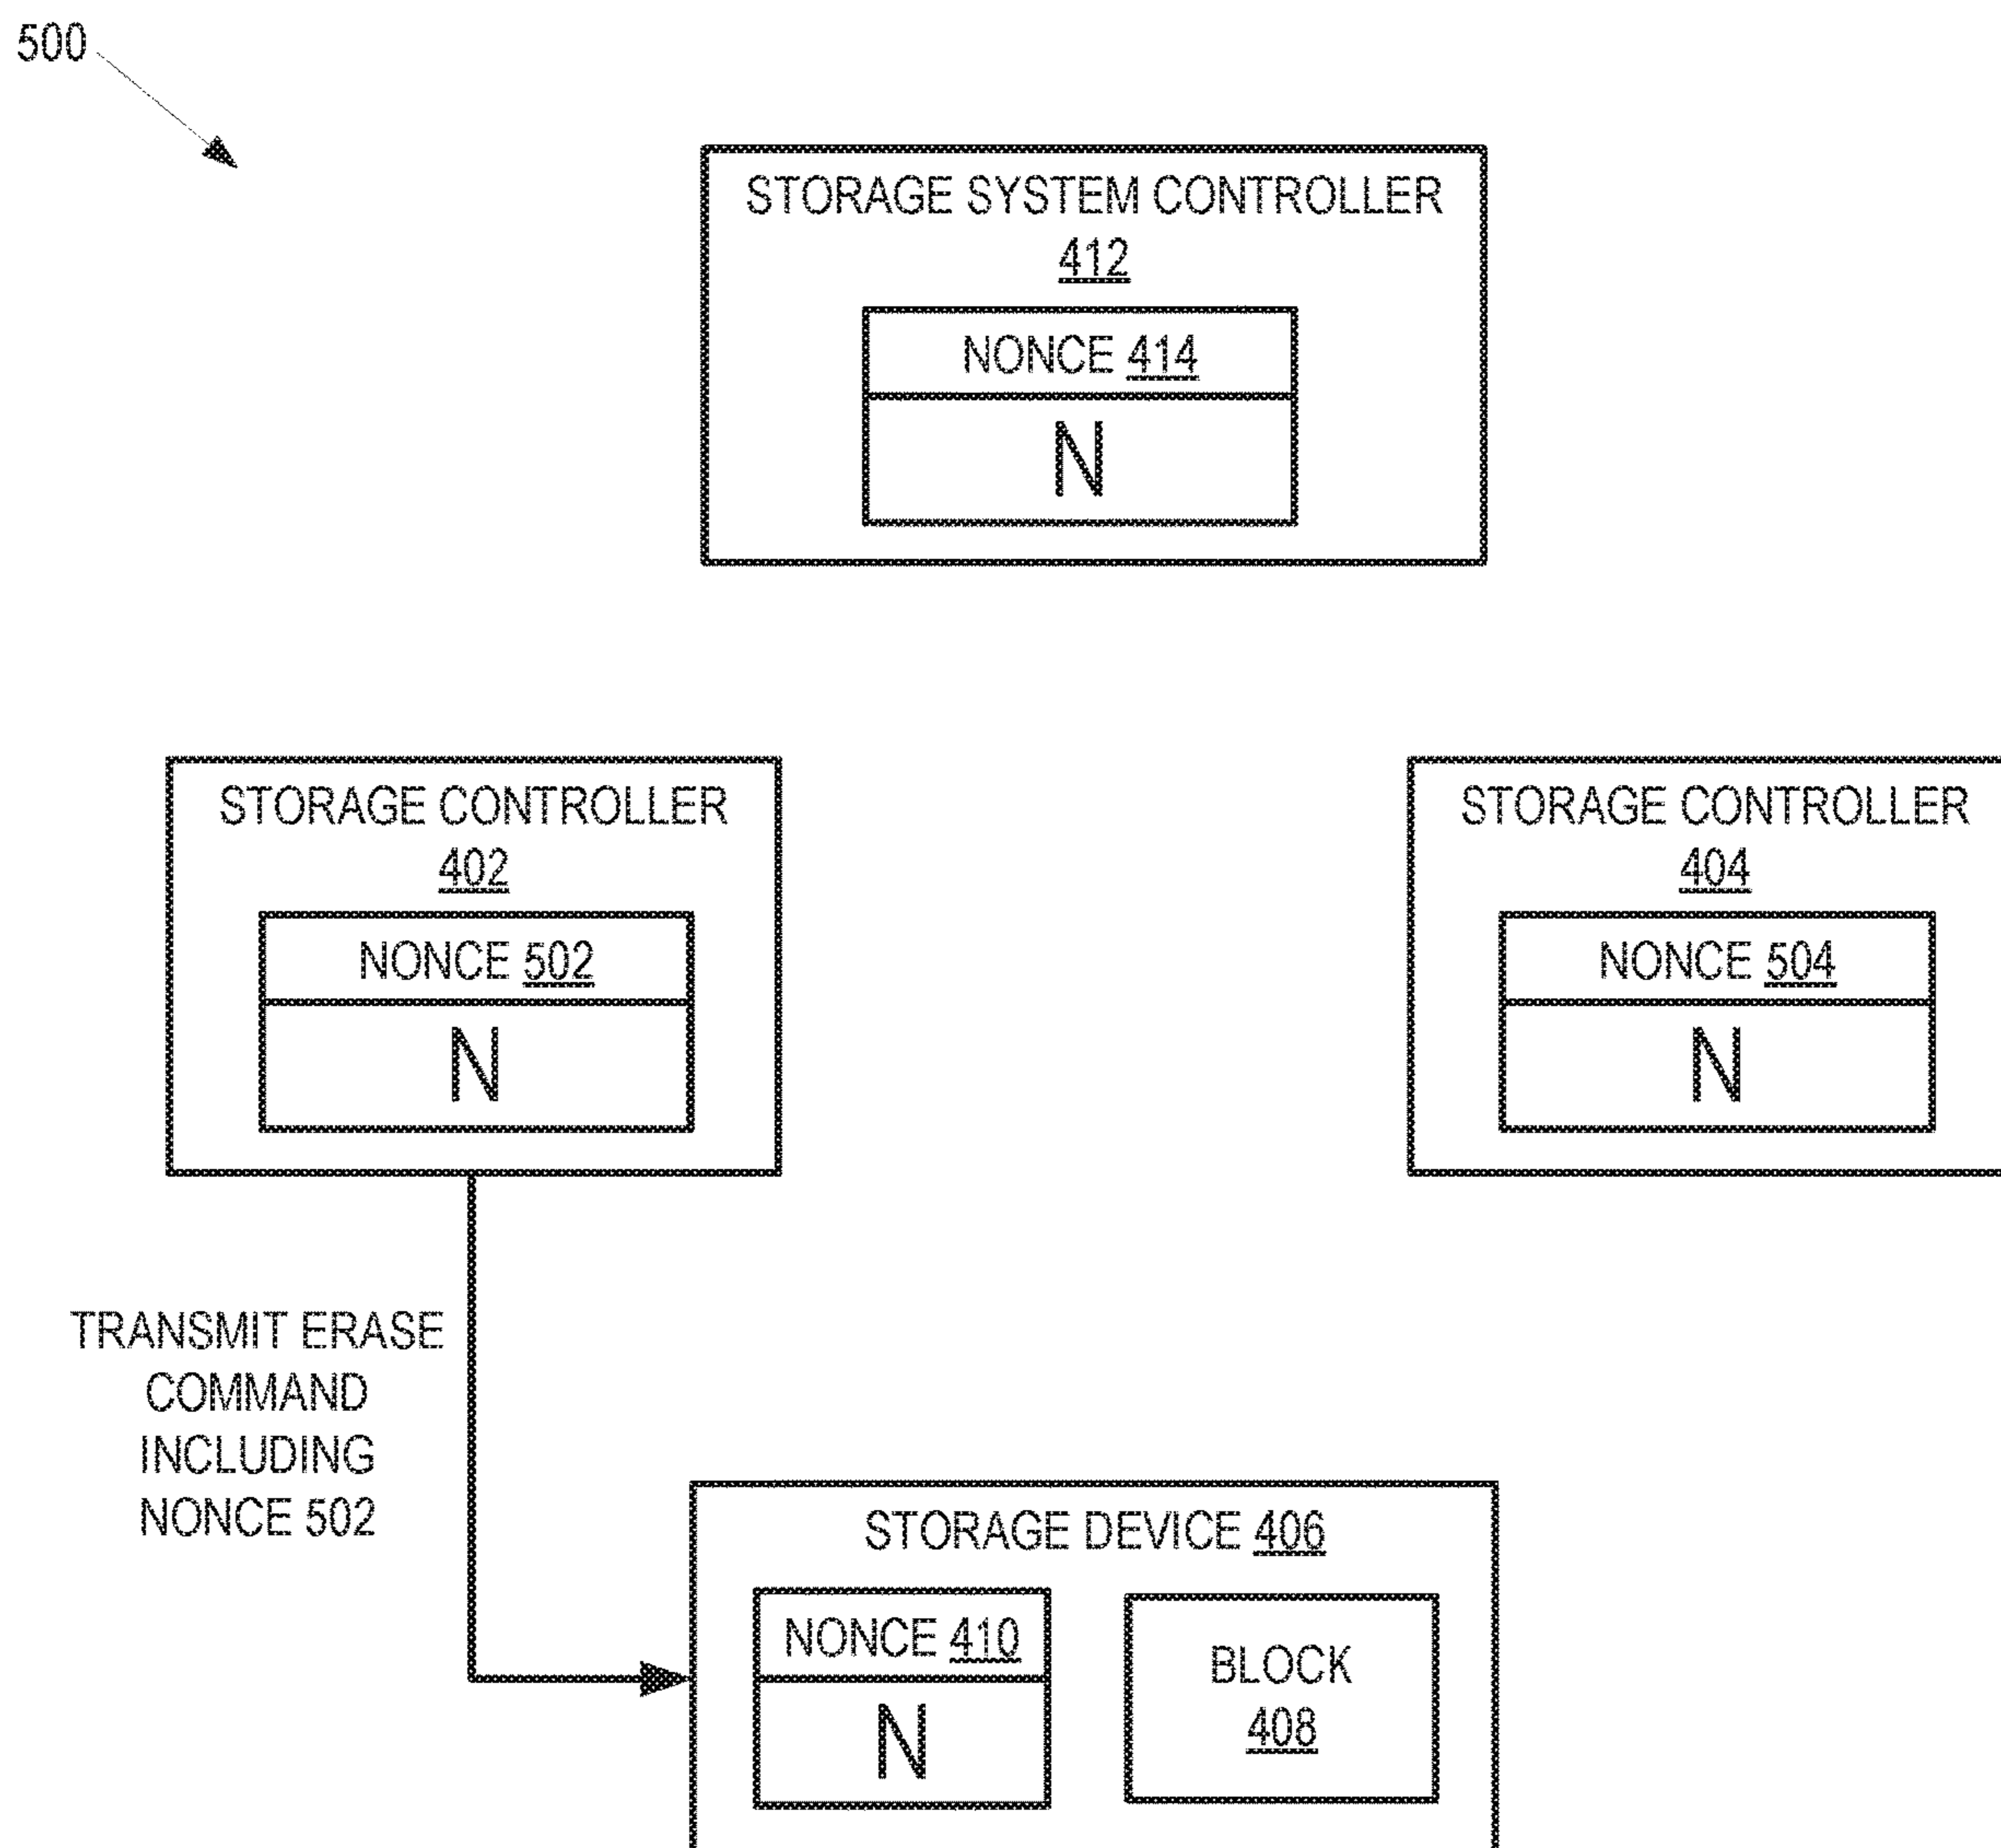 500
STORAGE SYSTEM CONTROLLER
412
NONCE 414
N
STORAGE CONTROLLER
402
NONCE 502
N
STORAGE CONTROLLER
404
NONCE 504
N
TRANSMIT ERASE
COMMAND
INCLUDING
NONCE 502
STORAGE DEVICE 406
NONCE 410
N
BLOCK
408